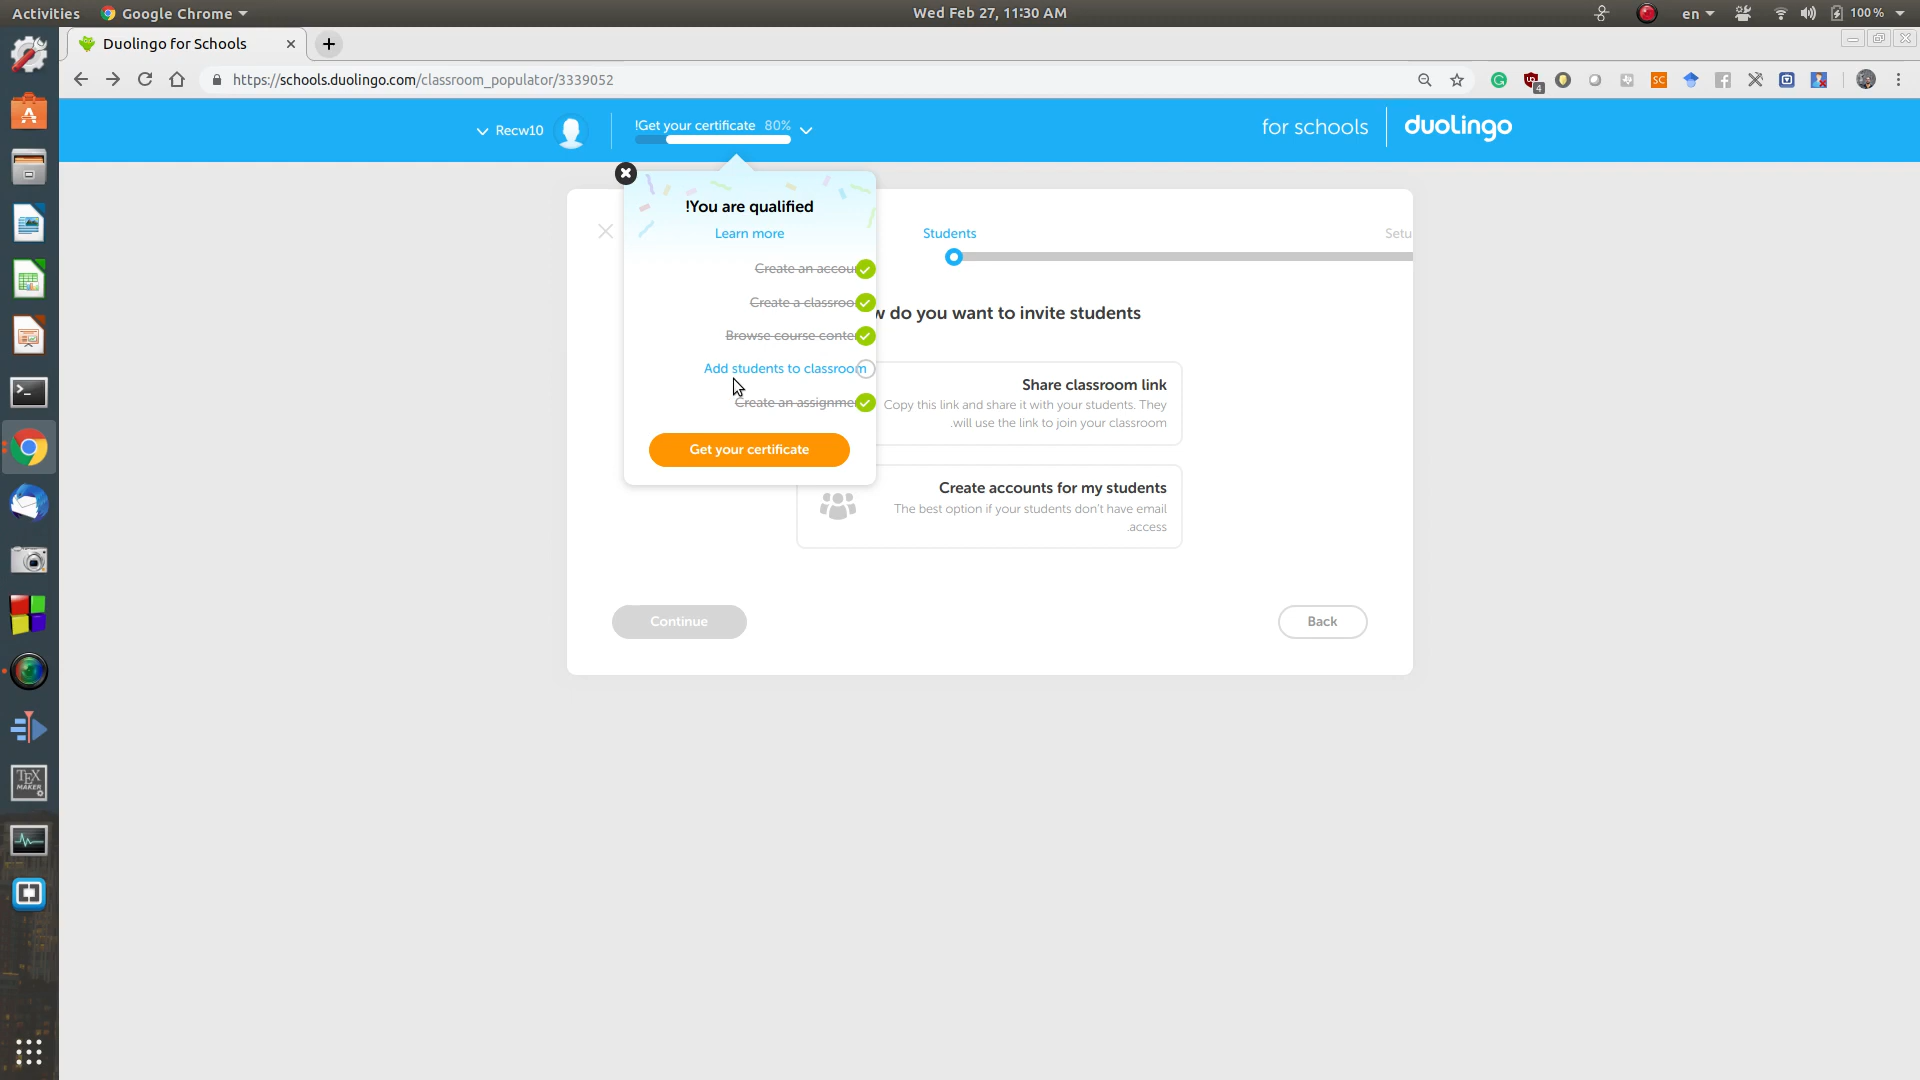 Activities Google Chrome Wed Feb 27, 11:30 AM en 100%
Duolingo for Schools
https://schools.duolingo.com/classroom_populator/3339052 4 SC
Recw10 !Get your certificate 80% for schools duolingo
!You are qualified
Learn more
Students Setu
Create an accou
Create a classroo
w do you want to invite students
Browse course conte
Add students to classroom
Create an assignme
Get your certificate
Share classroom link
Copy this link and share it with your students. They
.will use the link to join your classroom
Create accounts for my students
The best option if your students don't have email
.access
Continue Back
TEX
MAKER